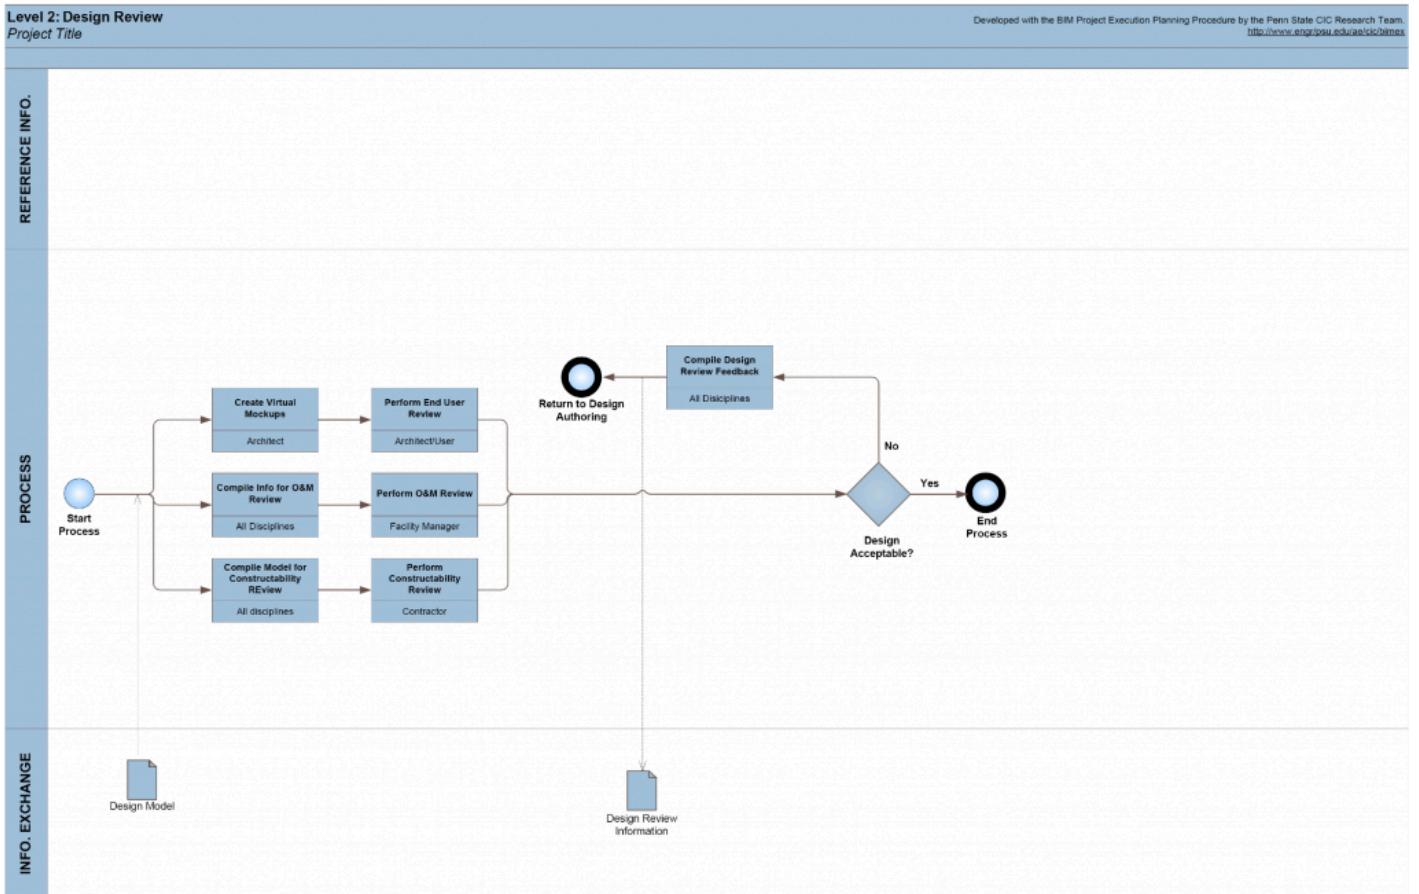 Level 2: Design Review
Project Title
Developed with the BIM Project Execution Planning Procedure by the Penn State CIC Research Team.
http://www.engr/psu.edu/ae/cic/bimex
REFERENCE INFO.
PROCESS
INFO. EXCHANGE
Start
Process
Create Virtual
Mockups
Architect
Perform End User
Review
Architect/User
Compile Info for O&M
Review
All Disciplines
Perform O&M Review
Facility Manager
Compile Model for
Constructability
REview
All disciplines
Perform
Constructability
Review
Contractor
Return to Design
Authoring
Compile Design
Review Feedback
All Disiciplines
No
Yes
Design
Acceptable?
End
Process
Design Model
Design Review
Information